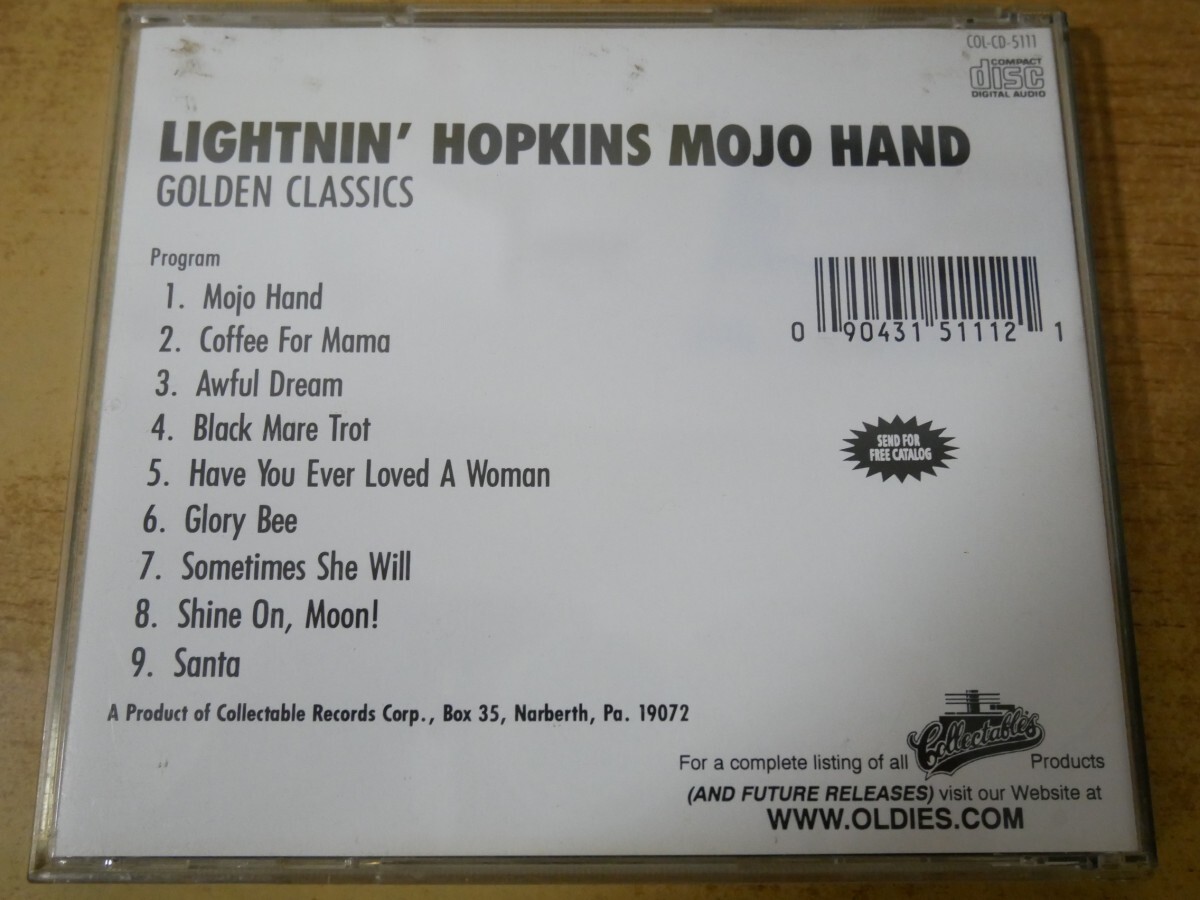 COL-CD-5111
COMPACT
disc
DIGITAL AUDIO
LIGHTNIN' HOPKINS MOJO HAND
GOLDEN CLASSICS
Program
1. Mojo Hand
2. Coffee For Mama
3. Awful Dream
4. Black Mare Trot
5. Have You Ever Loved A Woman
6. Glory Bee
7. Sometimes She Will
8. Shine On, Moon!
9. Santa
0 90431 51112 1
SEND FOR
FREE CATALOG
A Product of Collectable Records Corp., Box 35, Narberth, Pa. 19072
For a complete listing of all Collectables Products
(AND FUTURE RELEASES) visit our Website at
WWW.OLDIES.COM